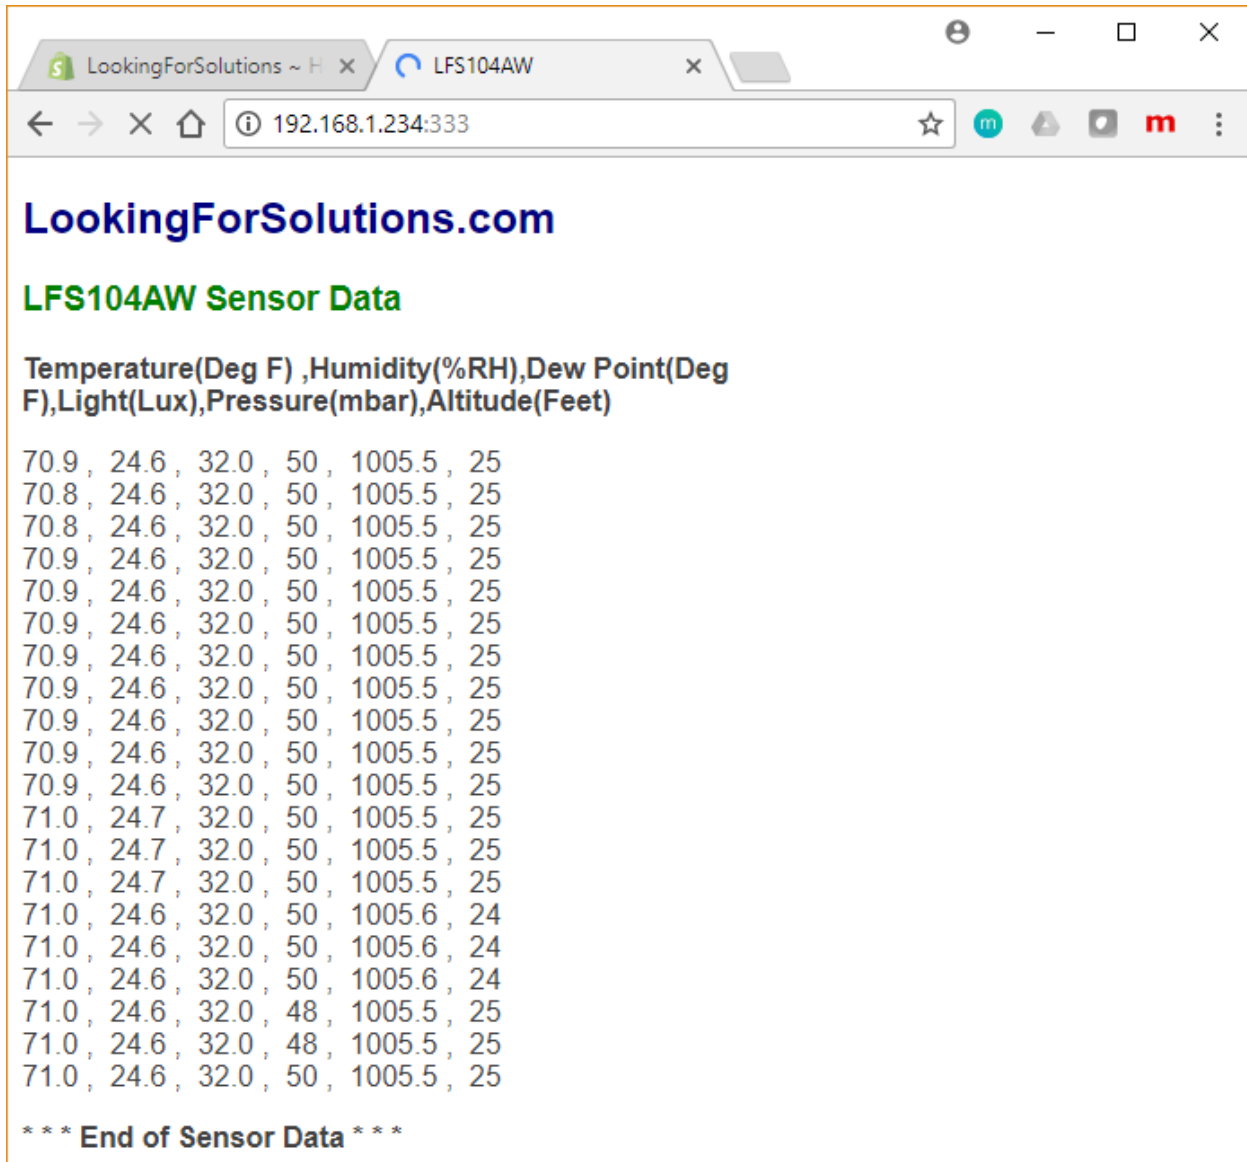 LookingForSolutions ~ H
LFS104AW
192.168.1.234:333
m
m
LookingForSolutions.com
LFS104AW Sensor Data
Temperature(Deg F) ,Humidity(%RH),Dew Point(Deg
F),Light(Lux),Pressure(mbar),Altitude(Feet)
70.9 , 24.6 , 32.0 , 50 , 1005.5 , 25
70.8 , 24.6 , 32.0 , 50 , 1005.5 , 25
70.8 , 24.6 , 32.0 , 50 , 1005.5 , 25
70.9 , 24.6 , 32.0 , 50 , 1005.5 , 25
70.9 , 24.6 , 32.0 , 50 , 1005.5 , 25
70.9 , 24.6 , 32.0 , 50 , 1005.5 , 25
70.9 , 24.6 , 32.0 , 50 , 1005.5 , 25
70.9 , 24.6 , 32.0 , 50 , 1005.5 , 25
70.9 , 24.6 , 32.0 , 50 , 1005.5 , 25
70.9 , 24.6 , 32.0 , 50 , 1005.5 , 25
70.9 , 24.6 , 32.0 , 50 , 1005.5 , 25
71.0 , 24.7 , 32.0 , 50 , 1005.5 , 25
71.0 , 24.7 , 32.0 , 50 , 1005.5 , 25
71.0 , 24.7 , 32.0 , 50 , 1005.5 , 25
71.0 , 24.6 , 32.0 , 50 , 1005.6 , 24
71.0 , 24.6 , 32.0 , 50 , 1005.6 , 24
71.0 , 24.6 , 32.0 , 50 , 1005.6 , 24
71.0 , 24.6 , 32.0 , 48 , 1005.5 , 25
71.0 , 24.6 , 32.0 , 48 , 1005.5 , 25
71.0 , 24.6 , 32.0 , 50 , 1005.5 , 25
* * * End of Sensor Data * * *